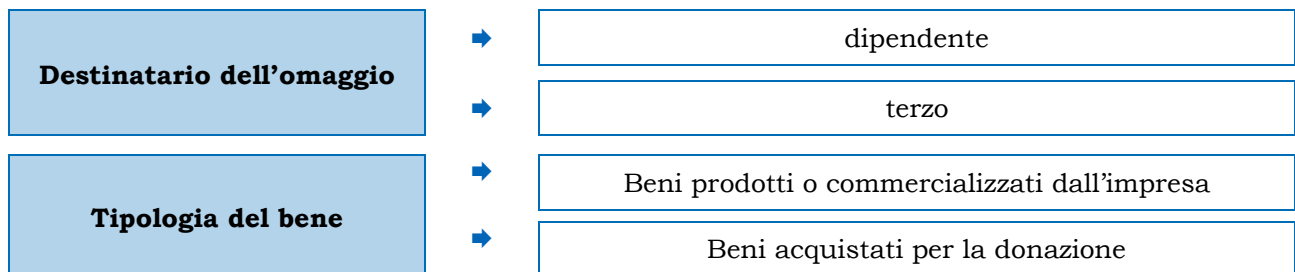 Destinatario dell’omaggio
dipendente
terzo
Tipologia del bene
Beni prodotti o commercializzati dall’impresa
Beni acquistati per la donazione